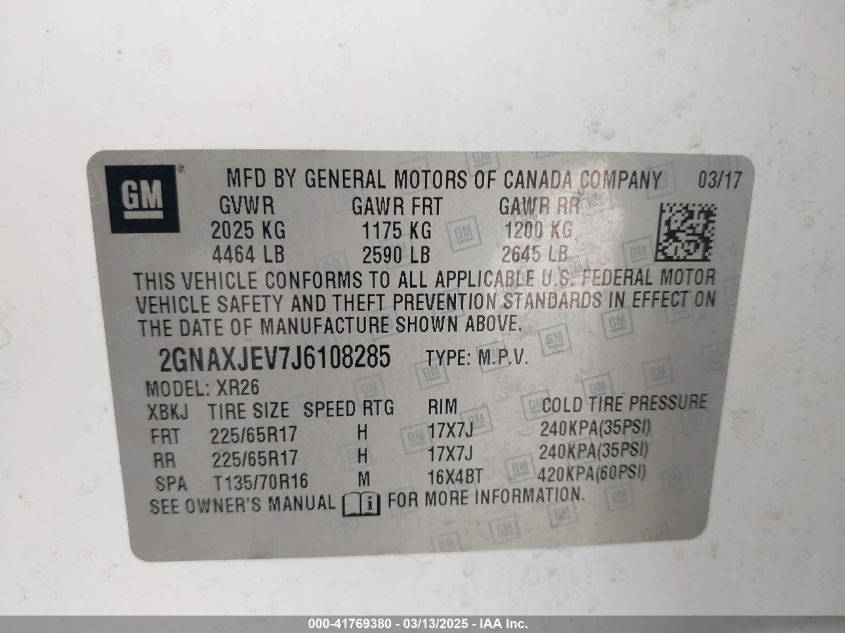 GM ® MFD BY GENERAL MOTORS OF CANADA COMPANY 03/17
GVWR GAWR FRT GAWR RR
2025 KG 1175 KG 1200 KG
4464 LB 2590 LB 2645 LB
THIS VEHICLE CONFORMS TO ALL APPLICABLE U.S. FEDERAL MOTOR
VEHICLE SAFETY AND THEFT PREVENTION STANDARDS IN EFFECT ON
THE DATE OF MANUFACTURE SHOWN ABOVE.
2GNAXJEV7J6108285 TYPE: M.P.V.
MODEL: XR26
XBKJ TIRE SIZE SPEED RTG RIM COLD TIRE PRESSURE
FRT 225/65R17 H 17X7J 240KPA(35PSI)
RR 225/65R17 H 17X7J 240KPA(35PSI)
SPA T135/70R16 M 16X4BT 420KPA(60PSI)
SEE OWNER'S MANUAL i FOR MORE INFORMATION.
000-41769380 - 03/13/2025 - IAA Inc.